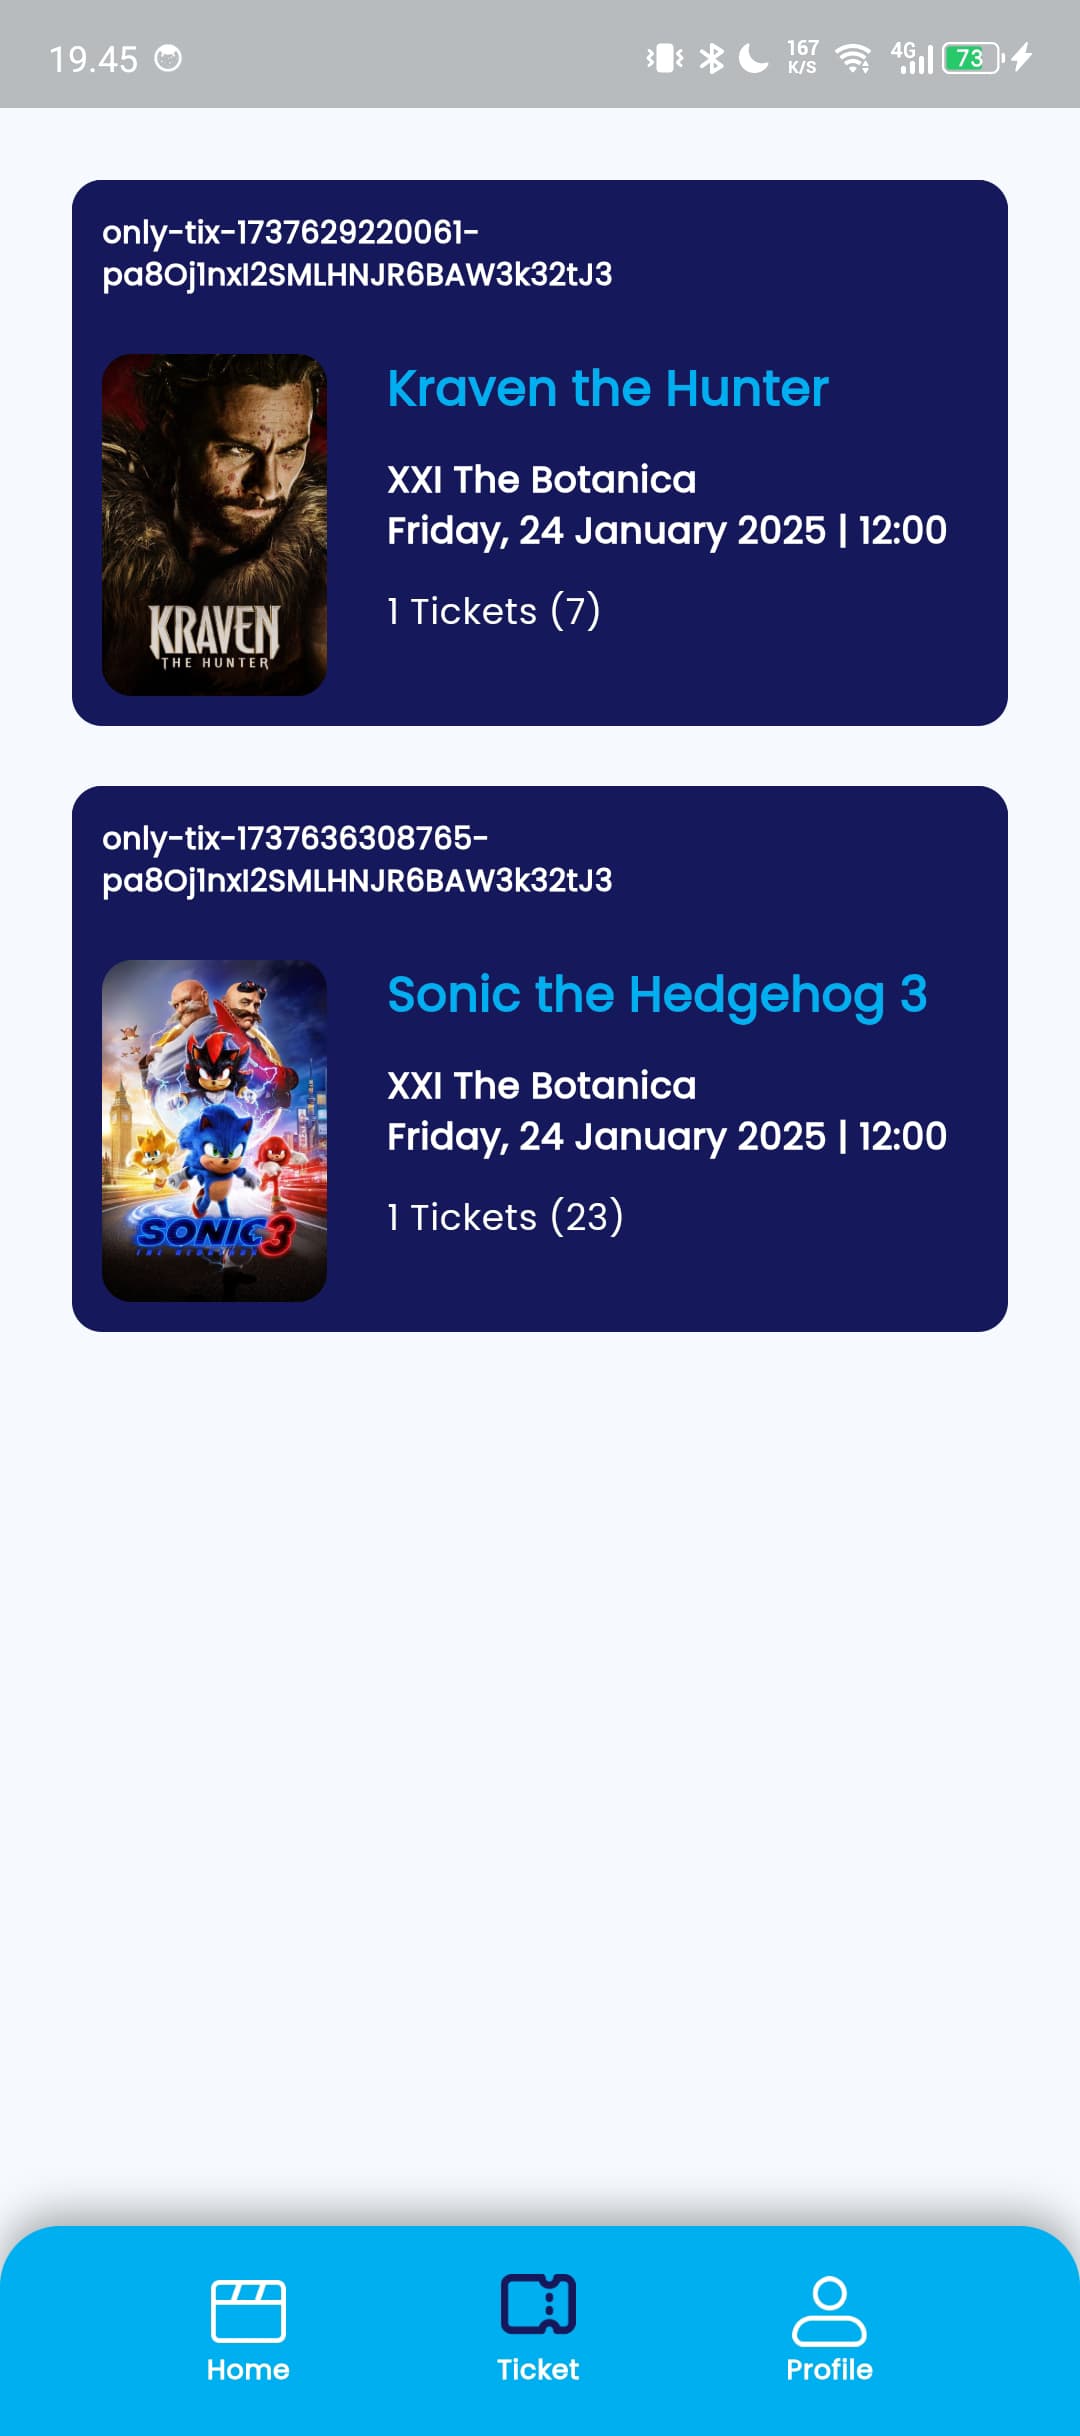 19.45
167
K/S
4G
73
only-tix-1737629220061-
pa8Oj1nxI2SMLHNJR6BAW3k32tJ3
Kraven the Hunter
XXI The Botanica
Friday, 24 January 2025 | 12:00
1 Tickets (7)
KRAVEN
THE HUNTER
only-tix-1737636308765-
pa8Oj1nxI2SMLHNJR6BAW3k32tJ3
Sonic the Hedgehog 3
XXI The Botanica
Friday, 24 January 2025 | 12:00
1 Tickets (23)
SONIC 3
THE HEDGEHOG
Home
Ticket
Profile